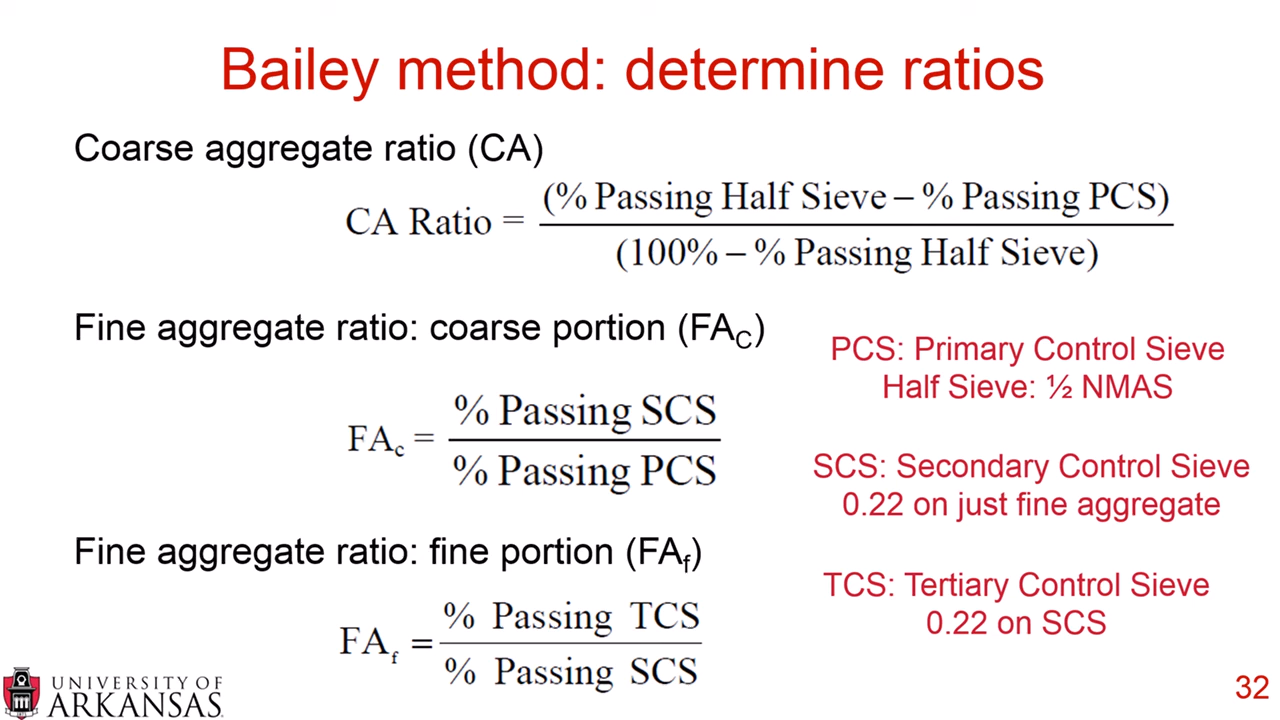 Bailey method: determine ratios
Coarse aggregate ratio (CA)
CA Ratio = (% Passing Half Sieve – % Passing PCS) / (100% – % Passing Half Sieve)
Fine aggregate ratio: coarse portion (FAC)
FAc = % Passing SCS / % Passing PCS
PCS: Primary Control Sieve
Half Sieve: ½ NMAS
SCS: Secondary Control Sieve
0.22 on just fine aggregate
Fine aggregate ratio: fine portion (FAf)
FAf = % Passing TCS / % Passing SCS
TCS: Tertiary Control Sieve
0.22 on SCS
UNIVERSITY OF
ARKANSAS
32